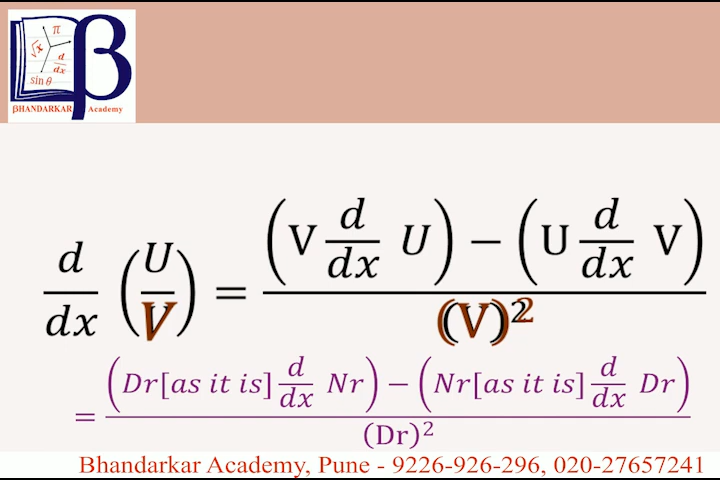 π
√x
d/dx
sin θ
βHANDARKAR Academy
d/dx (U/V) = ((V d/dx U) − (U d/dx V)) / (V)²
= ((Dr[as it is] d/dx Nr) − (Nr[as it is] d/dx Dr)) / (Dr)²
Bhandarkar Academy, Pune - 9226-926-296, 020-27657241